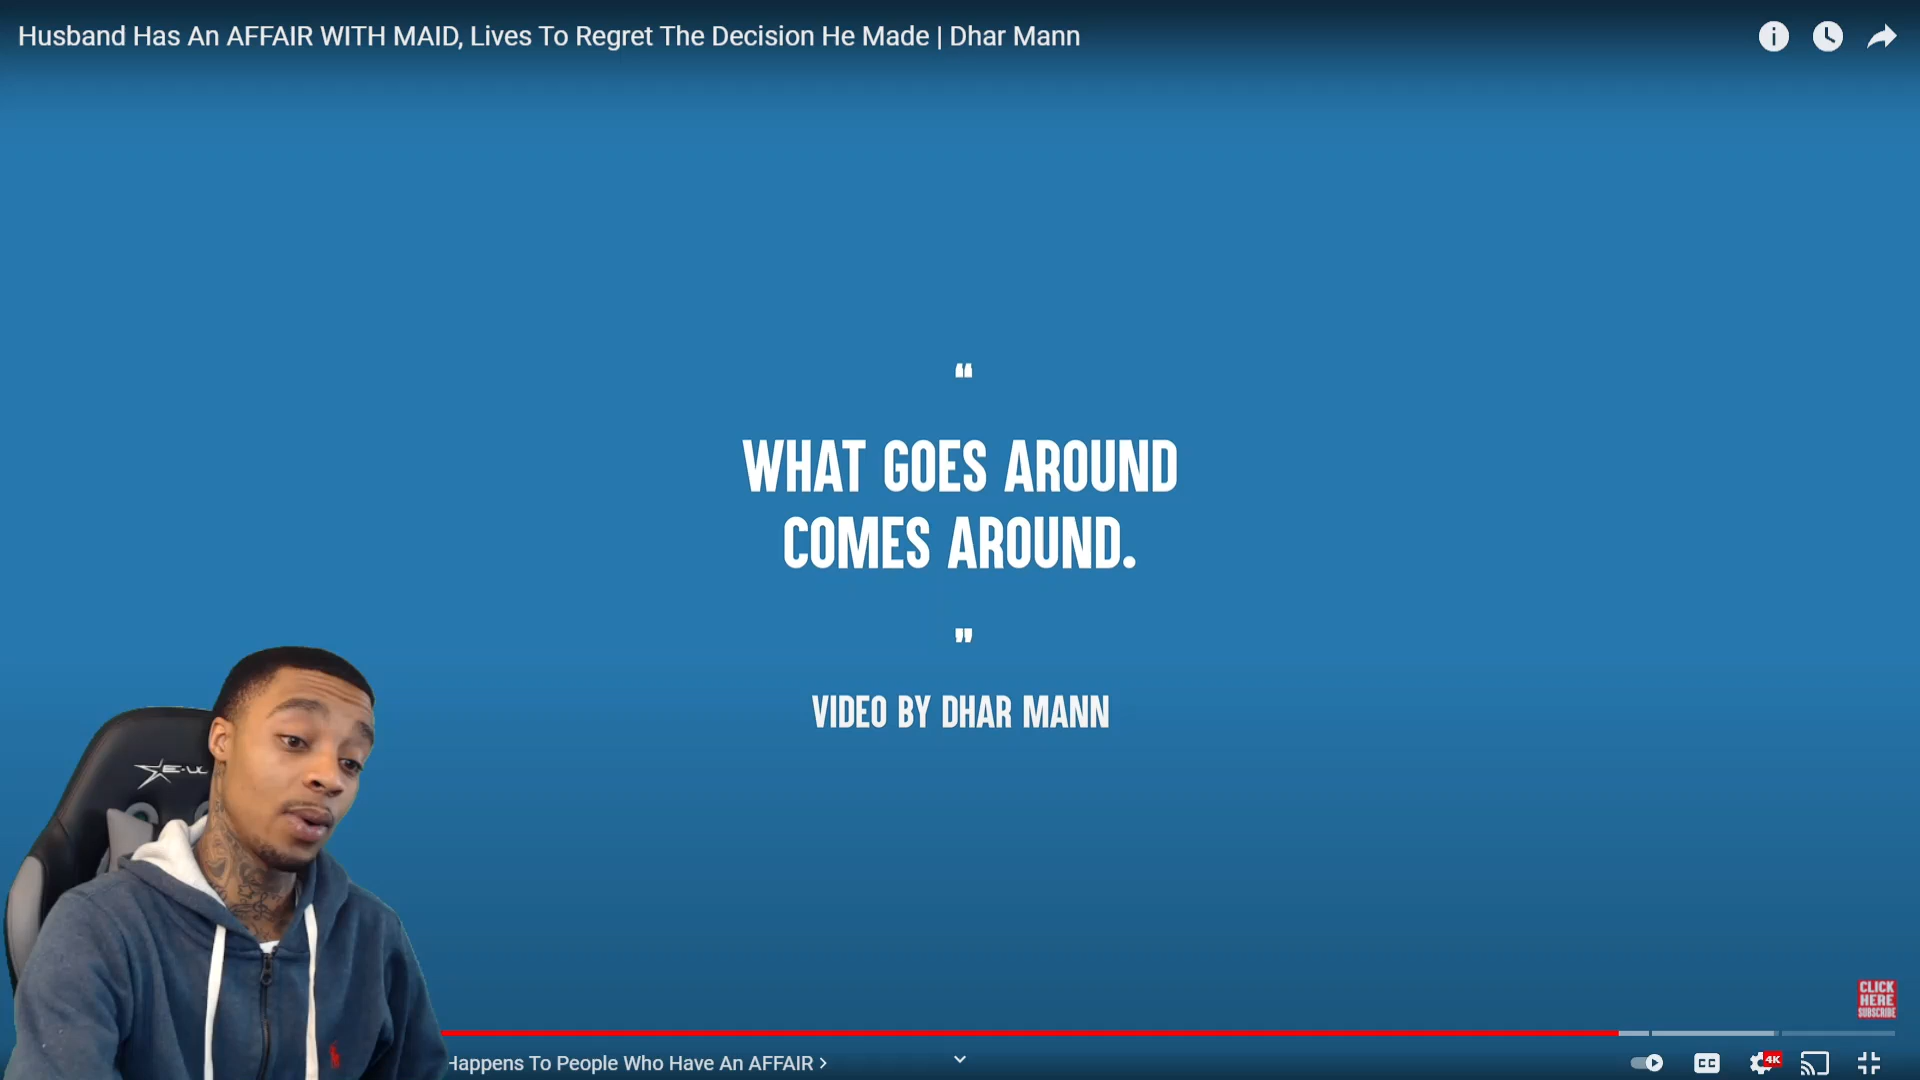 Husband Has An AFFAIR WITH MAID, Lives To Regret The Decision He Made | Dhar Mann
“
WHAT GOES AROUND
COMES AROUND.
”
VIDEO BY DHAR MANN
CLICK
HERE
SUBSCRIBE
Happens To People Who Have An AFFAIR >
CC
4K